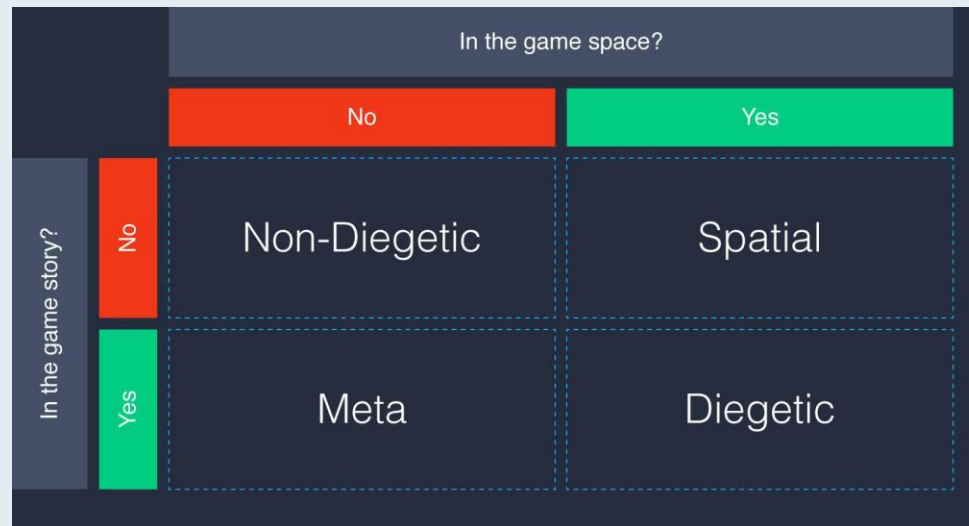 In the game space?
No
Yes
In the game story?
No
Non-Diegetic
Spatial
Yes
Meta
Diegetic